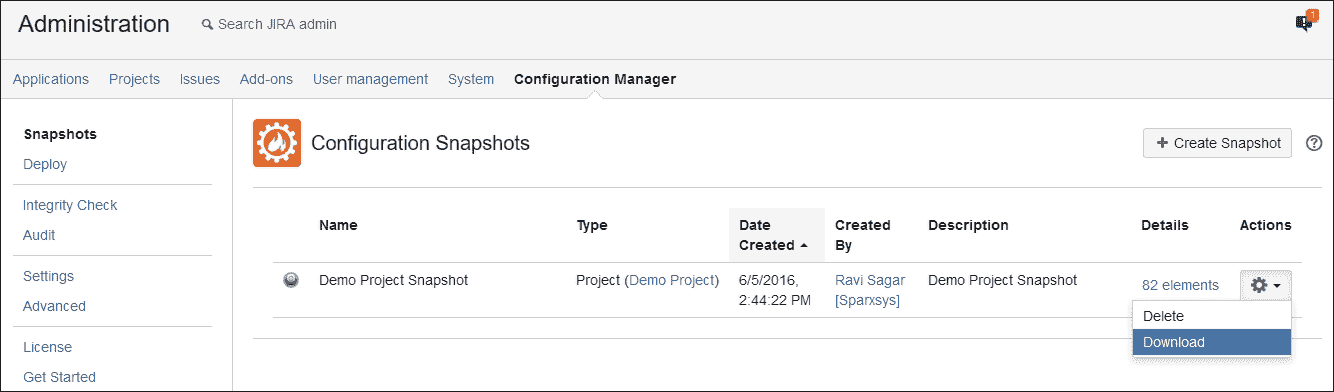 Administration
Search JIRA admin
1
Applications Projects Issues Add-ons User management System Configuration Manager
Snapshots
Deploy
Integrity Check
Audit
Settings
Advanced
License
Get Started
Configuration Snapshots
+ Create Snapshot
?
Name Type Date Created Created By Description Details Actions
Demo Project Snapshot Project (Demo Project) 6/5/2016, Ravi Sagar Demo Project Snapshot 82 elements
2:44:22 PM [Sparxsys]
Delete
Download